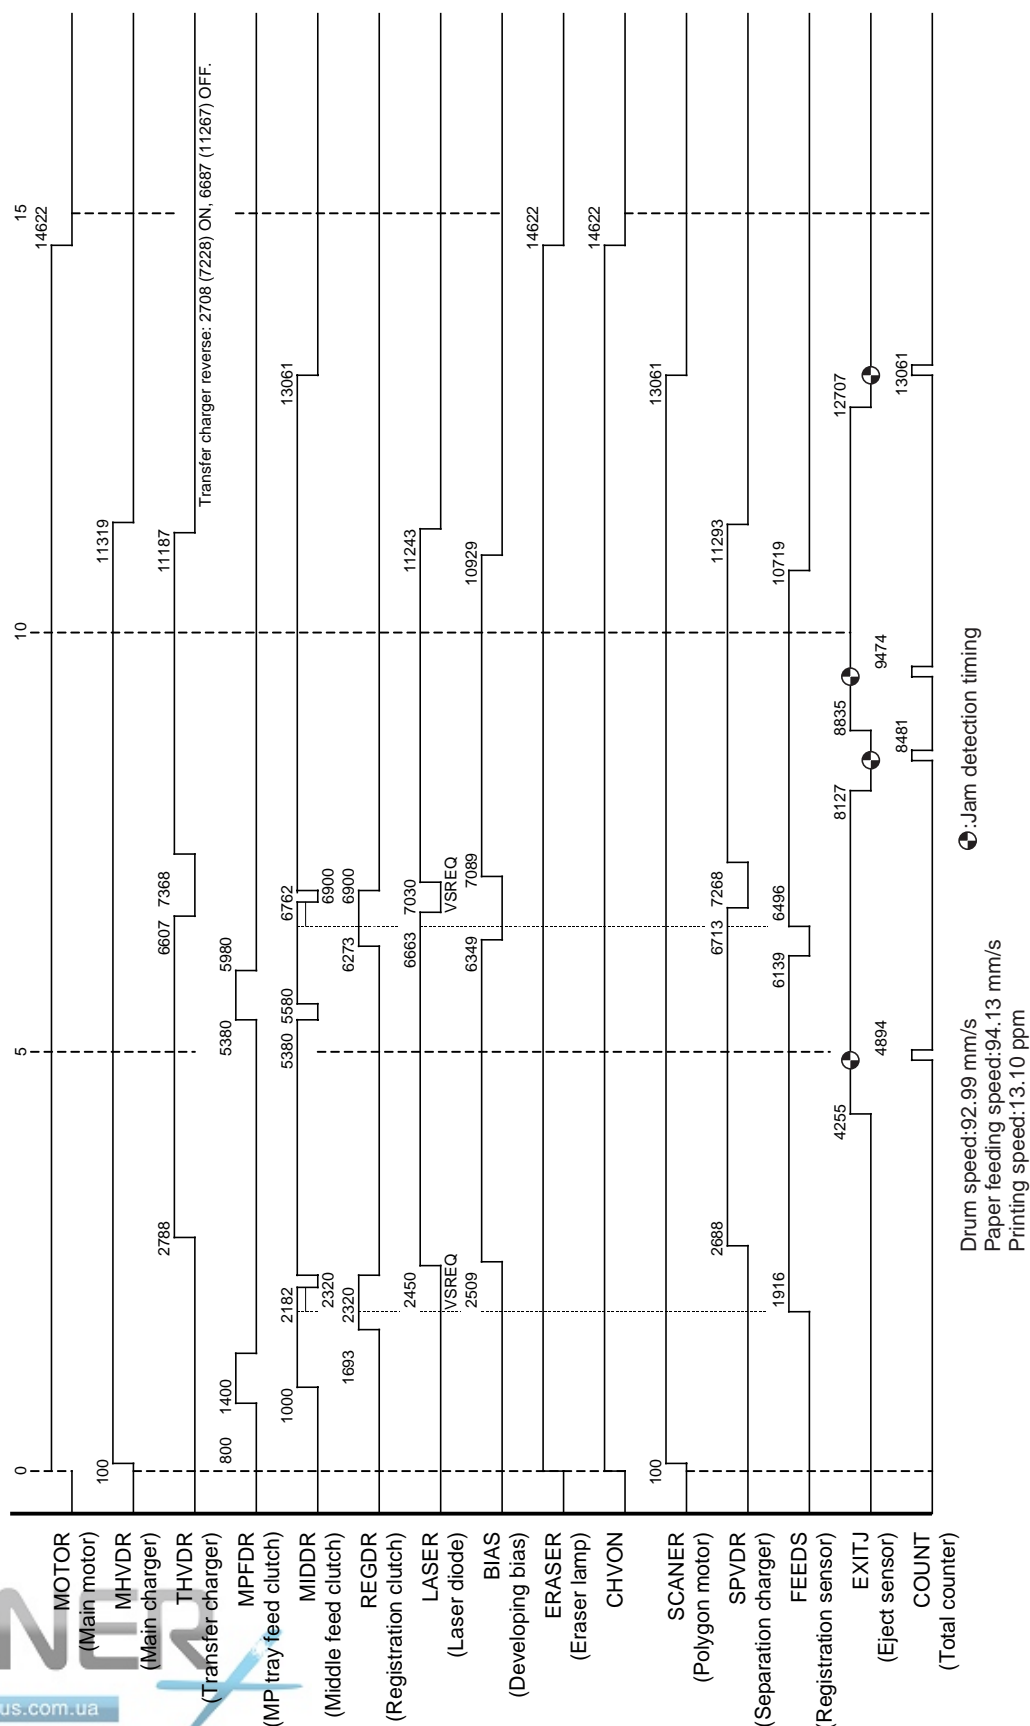 0
5
10
15
MOTOR
(Main motor)
14622
MHVDR
(Main charger)
100
11319
THVDR
(Transfer charger)
2788
6607
7368
11187
Transfer charger reverse: 2708 (7228) ON, 6687 (11267) OFF.
MPFDR
(MP tray feed clutch)
800
1400
5380
5980
MIDDR
(Middle feed clutch)
1000
2182
2320
5380
5580
6762
6900
13061
REGDR
(Registration clutch)
1693
2320
6273
6900
LASER
(Laser diode)
2450
6663
7030
11243
VSREQ
VSREQ
BIAS
(Developing bias)
2509
6349
7089
10929
ERASER
(Eraser lamp)
14622
CHVON
14622
SCANER
(Polygon motor)
100
13061
SPVDR
(Separation charger)
2688
6713
7268
11293
FEEDS
(Registration sensor)
1916
6139
6496
10719
EXITJ
(Eject sensor)
4255
8127
8835
12707
COUNT
(Total counter)
4894
8481
9474
13061
Drum speed:92.99 mm/s
Paper feeding speed:94.13 mm/s
Printing speed:13.10 ppm
:Jam detection timing
NER
us.com.ua